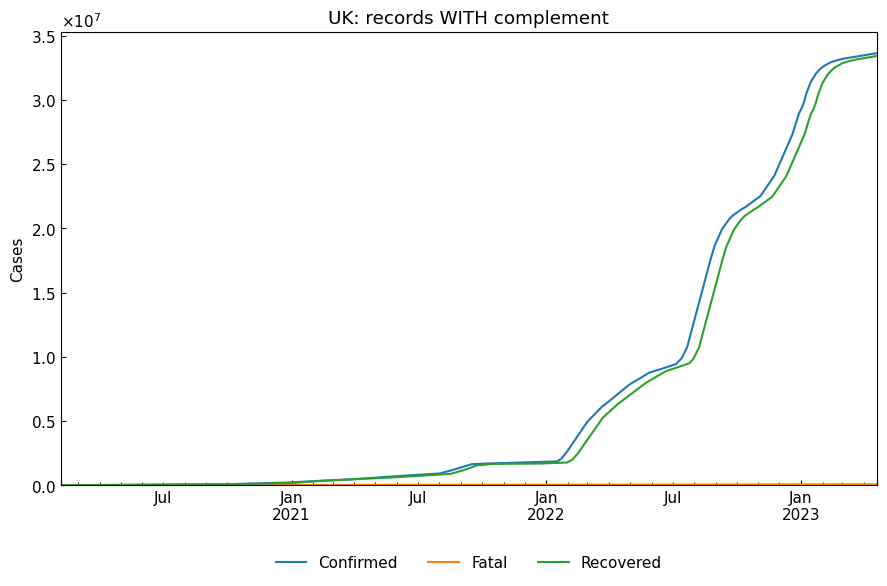 UK: records WITH complement
×10⁷
3.5
3.0
2.5
2.0
1.5
1.0
0.5
0.0
Cases
Jul Jan Jul Jan Jul Jan
2021 2022 2023
Confirmed Fatal Recovered